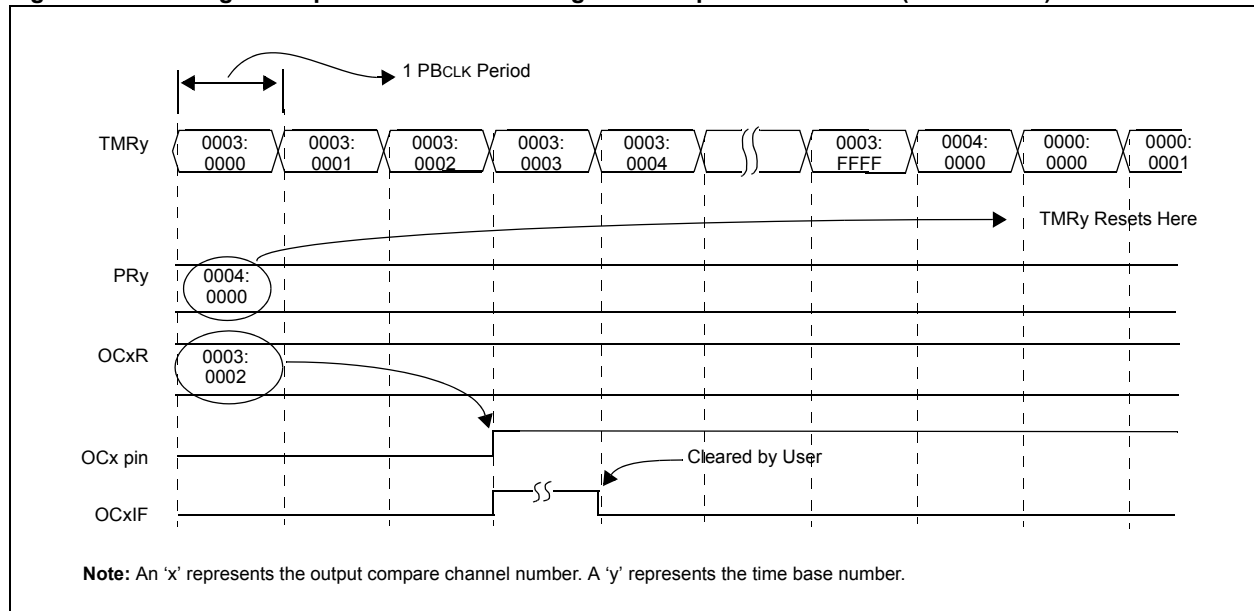 1 PBCLK Period
TMRy
0003:
0000
0003:
0001
0003:
0002
0003:
0003
0003:
0004
0003:
FFFF
0004:
0000
0000:
0000
0000:
0001
TMRy Resets Here
PRy
0004:
0000
OCxR
0003:
0002
OCx pin
Cleared by User
OCxIF
Note: An ‘x’ represents the output compare channel number. A ‘y’ represents the time base number.